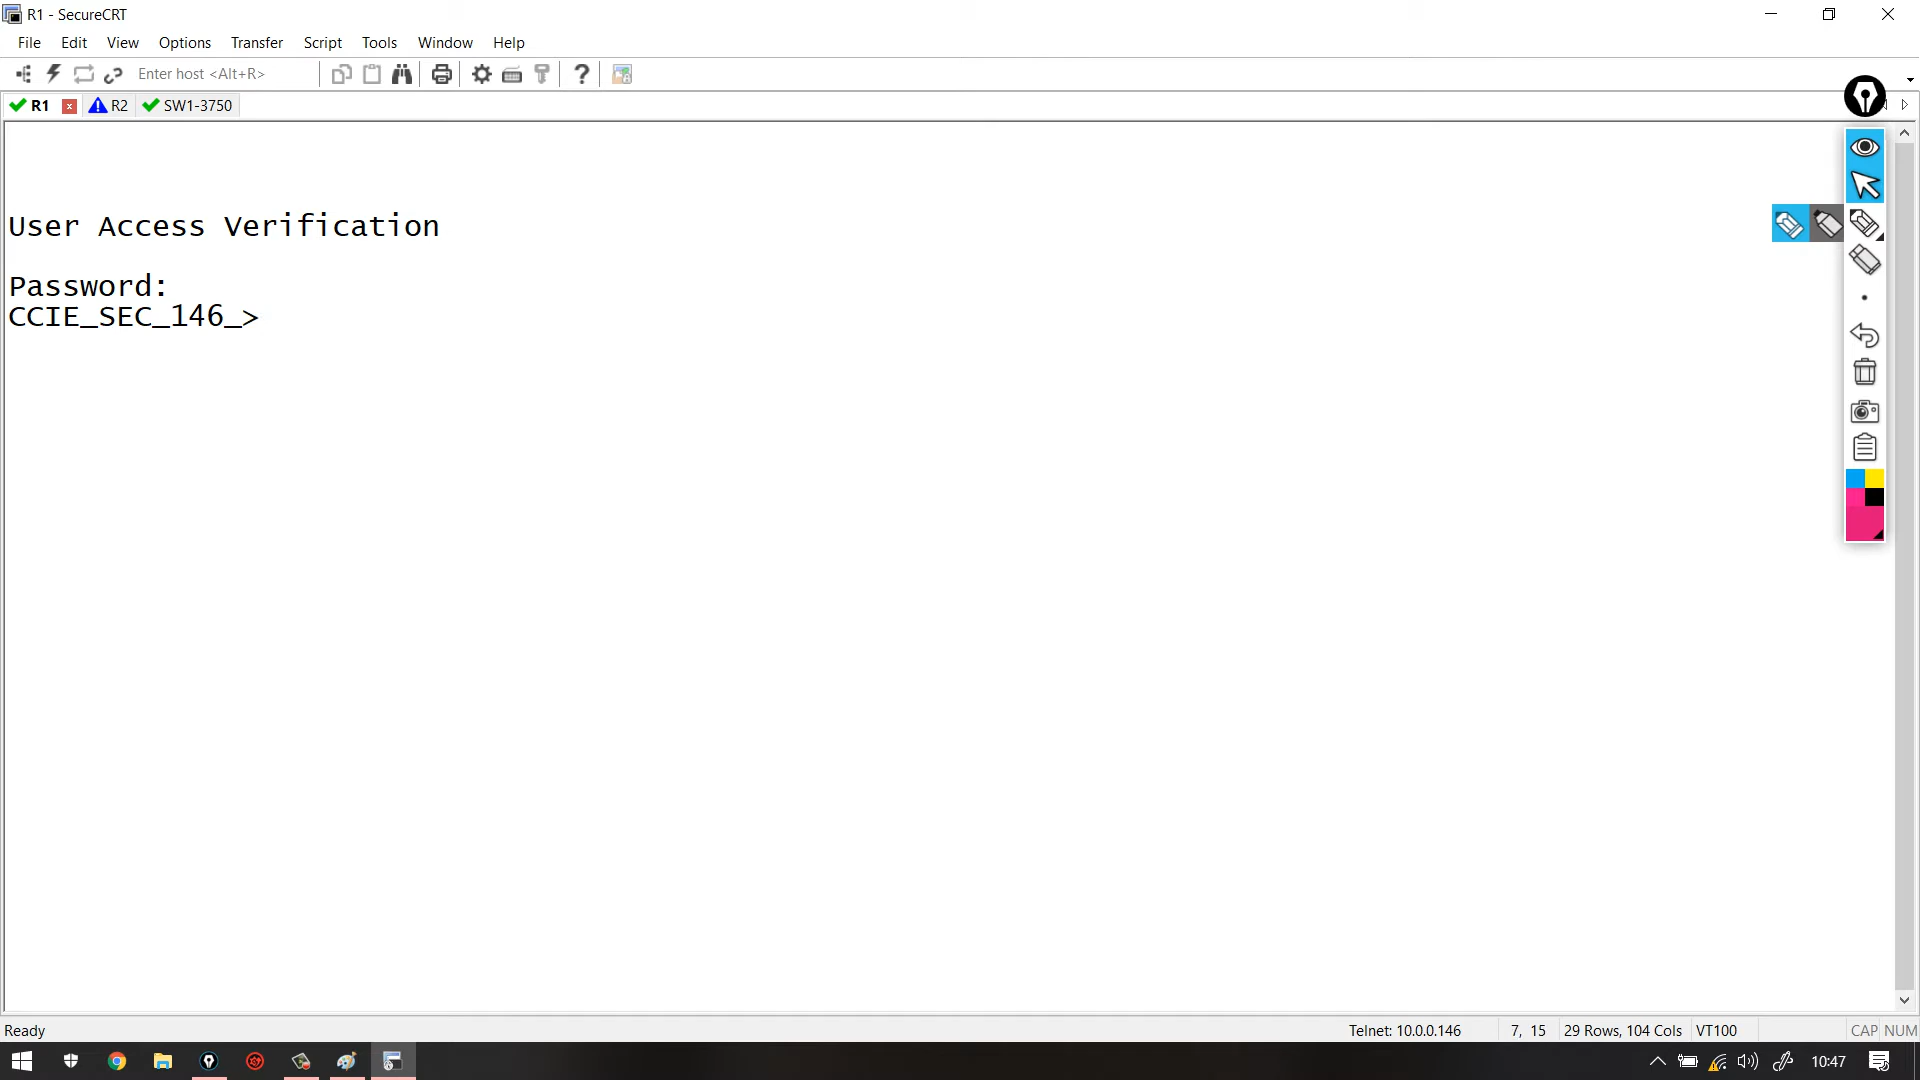 R1 - SecureCRT
File Edit View Options Transfer Script Tools Window Help
Enter host <Alt+R>
R1 R2 SW1-3750
User Access Verification
Password:
CCIE_SEC_146_>
Ready Telnet: 10.0.0.146 7, 15 29 Rows, 104 Cols VT100 CAP NUM
10:47